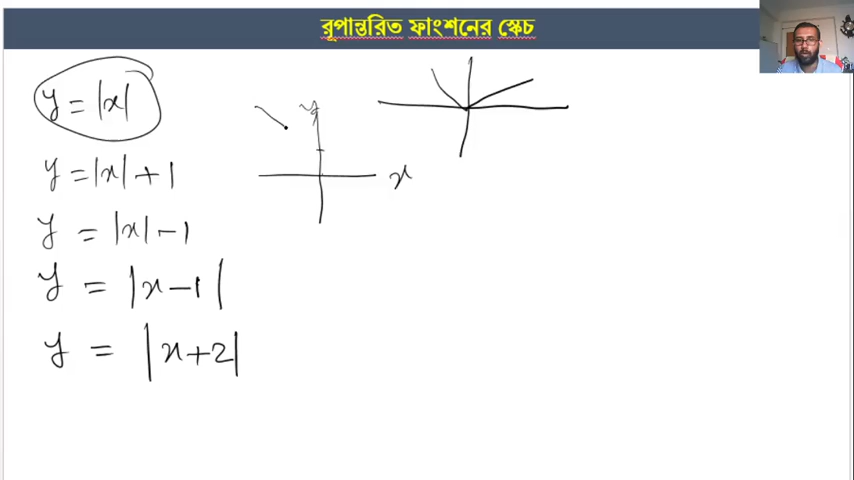 রূপান্তরিত ফাংশনের স্কেচ
y = |x|
y = |x| + 1
y = |x| - 1
y = |x - 1|
y = |x + 2|
y
x